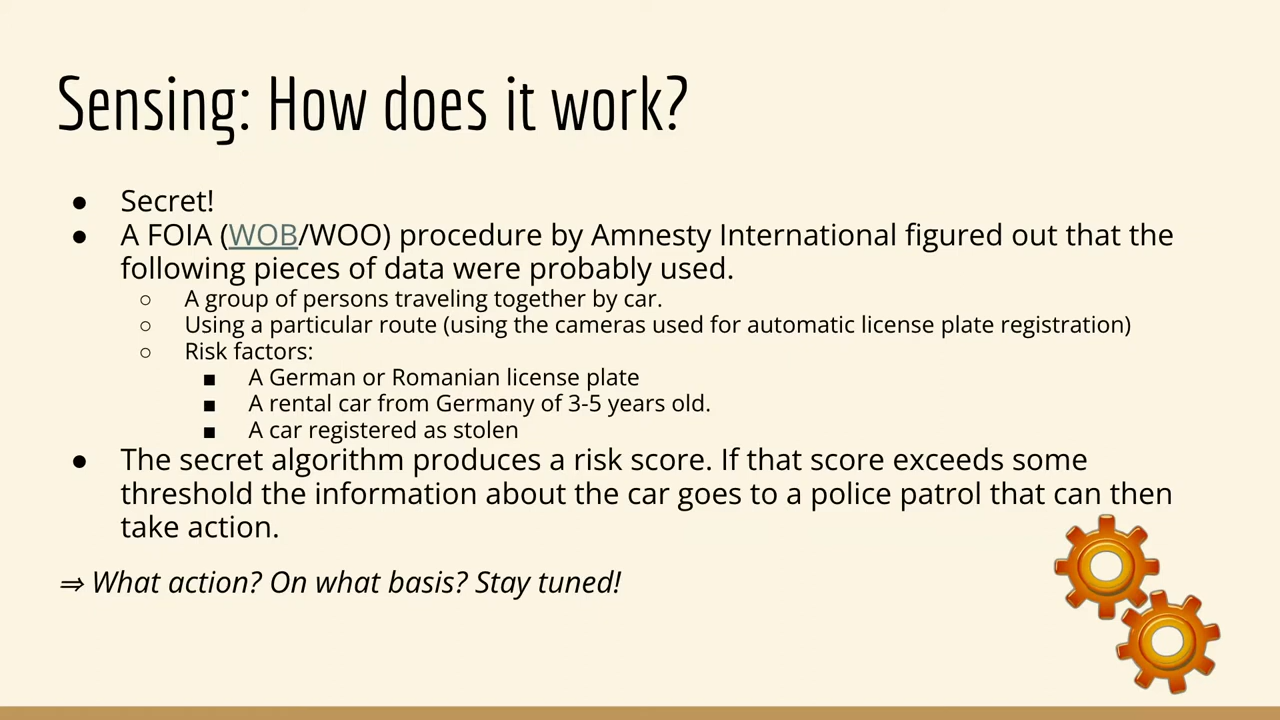 Sensing: How does it work?
● Secret!
● A FOIA (WOB/WOO) procedure by Amnesty International figured out that the
following pieces of data were probably used.
○ A group of persons traveling together by car.
○ Using a particular route (using the cameras used for automatic license plate registration)
○ Risk factors:
■ A German or Romanian license plate
■ A rental car from Germany of 3-5 years old.
■ A car registered as stolen
● The secret algorithm produces a risk score. If that score exceeds some
threshold the information about the car goes to a police patrol that can then
take action.
⇒ What action? On what basis? Stay tuned!